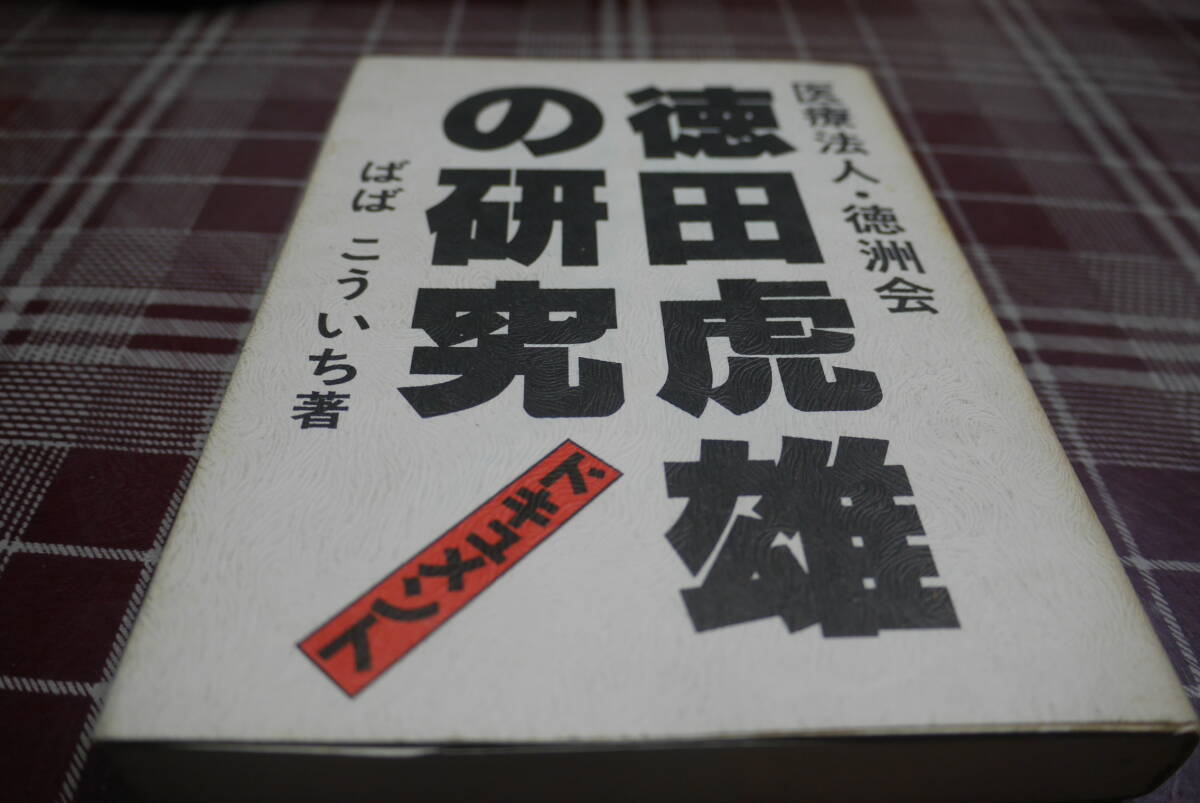 医療法人・徳洲会
徳田虎雄
の研究
ばば こういち著
ドキュメント